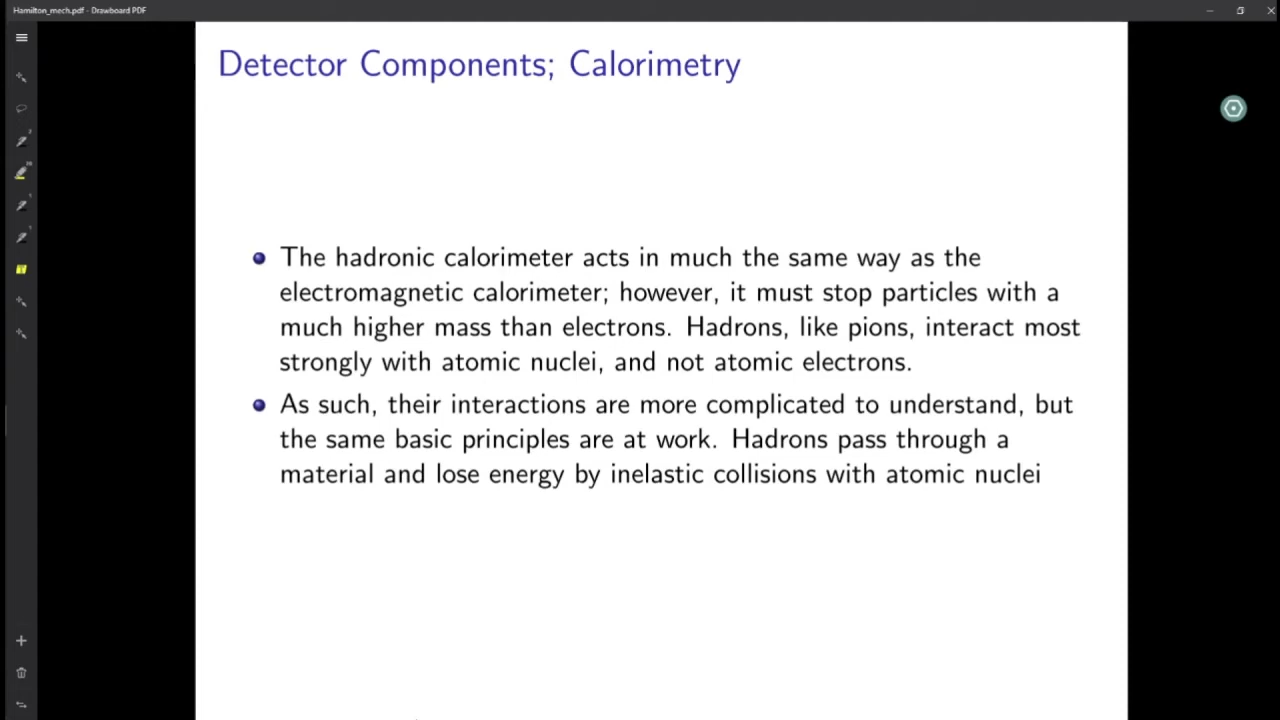 Hamilton_mech.pdf - Drawboard PDF
Detector Components; Calorimetry
The hadronic calorimeter acts in much the same way as the
electromagnetic calorimeter; however, it must stop particles with a
much higher mass than electrons. Hadrons, like pions, interact most
strongly with atomic nuclei, and not atomic electrons.
As such, their interactions are more complicated to understand, but
the same basic principles are at work. Hadrons pass through a
material and lose energy by inelastic collisions with atomic nuclei